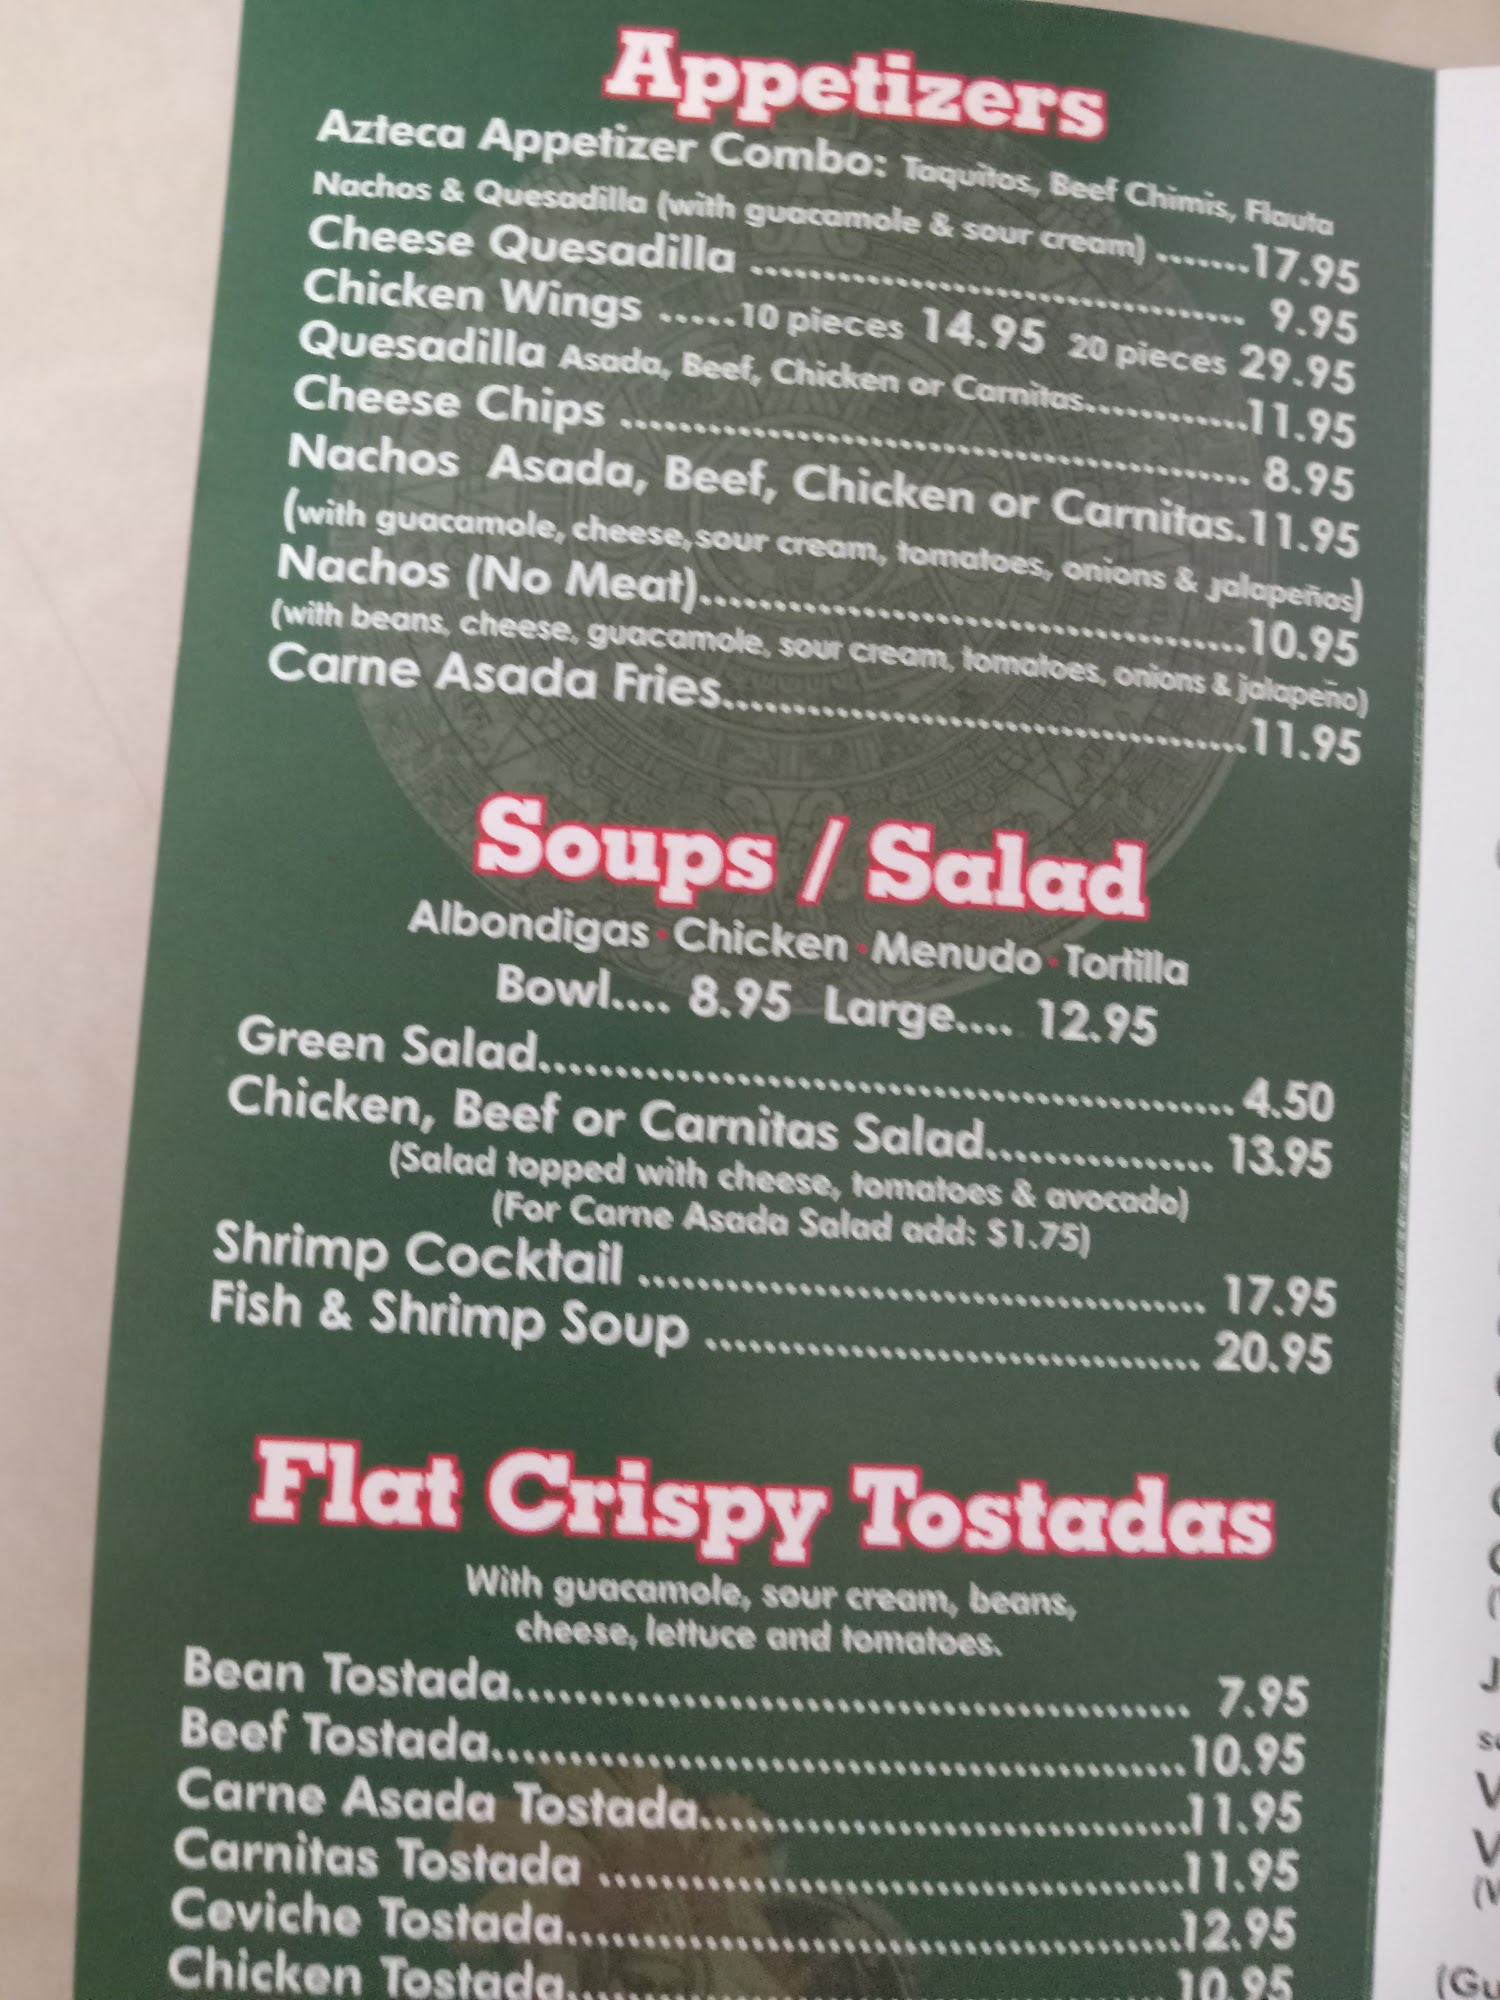 Appetizers
Azteca Appetizer Combo: Taquitos, Beef Chimis, Flauta
Nachos & Quesadilla (with guacamole & sour cream) .......17.95
Cheese Quesadilla .................................. 9.95
Chicken Wings .....10 pieces 14.95 20 pieces 29.95
Quesadilla Asada, Beef, Chicken or Carnitas.............11.95
Cheese Chips ........................................... 8.95
Nachos Asada, Beef, Chicken or Carnitas.11.95
(with guacamole, cheese, sour cream, tomatoes, onions & jalapeños)
Nachos (No Meat).....................................10.95
(with beans, cheese, guacamole, sour cream, tomatoes, onions & jalapeño)
Carne Asada Fries....................................11.95
Soups / Salad
Albondigas • Chicken • Menudo • Tortilla
Bowl.... 8.95 Large.... 12.95
Green Salad............................................... 4.50
Chicken, Beef or Carnitas Salad................ 13.95
(Salad topped with cheese, tomatoes & avocado)
(For Carne Asada Salad add: $1.75)
Shrimp Cocktail ....................................... 17.95
Fish & Shrimp Soup .................................. 20.95
Flat Crispy Tostadas
With guacamole, sour cream, beans,
cheese, lettuce and tomatoes.
Bean Tostada.............................................. 7.95
Beef Tostada...............................................10.95
Carne Asada Tostada.................................11.95
Carnitas Tostada ........................................11.95
Ceviche Tostada..........................................12.95
Chicken Tostada......................................... 10.95
(Gu